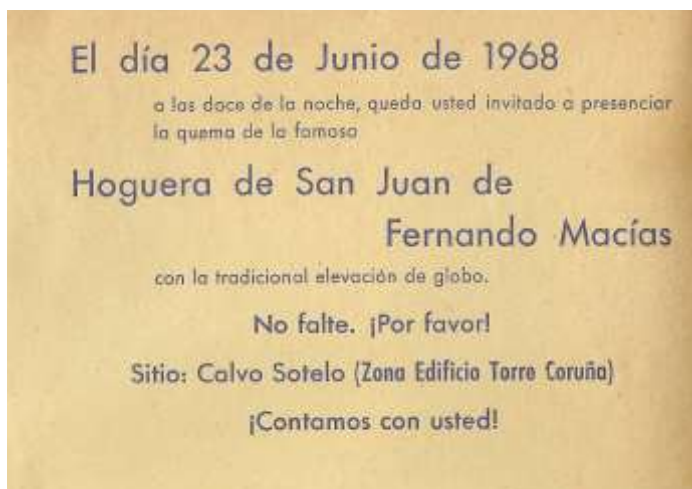 El día 23 de Junio de 1968
a las doce de la noche, queda usted invitado a presenciar
la quema de la famosa
Hoguera de San Juan de
Fernando Macías
con la tradicional elevación de globo.
No falte. ¡Por favor!
Sitio: Calvo Sotelo (Zona Edificio Torre Coruña)
¡Contamos con usted!